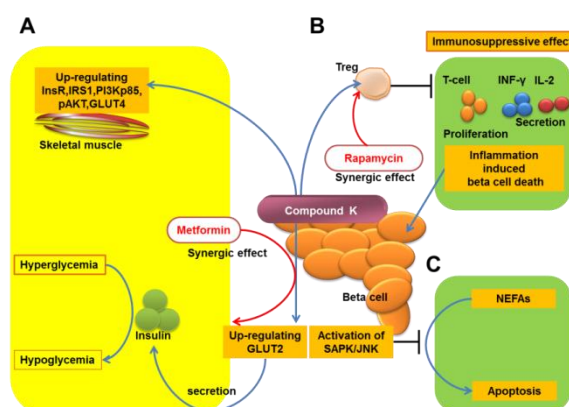 A
Up-regulating
InsR,IRS1,PI3Kp85,
pAKT,GLUT4
Skeletal muscle
Hyperglycemia
Hypoglycemia
Insulin
Metformin
Synergic effect
secretion
Up-regulating
GLUT2
Activation of
SAPK/JNK
Compound K
Beta cell
B
Treg
Rapamycin
Synergic effect
Immunosuppressive effect
T-cell
INF-γ
IL-2
Secretion
Proliferation
Inflammation
induced
beta cell death
C
NEFAs
Apoptosis